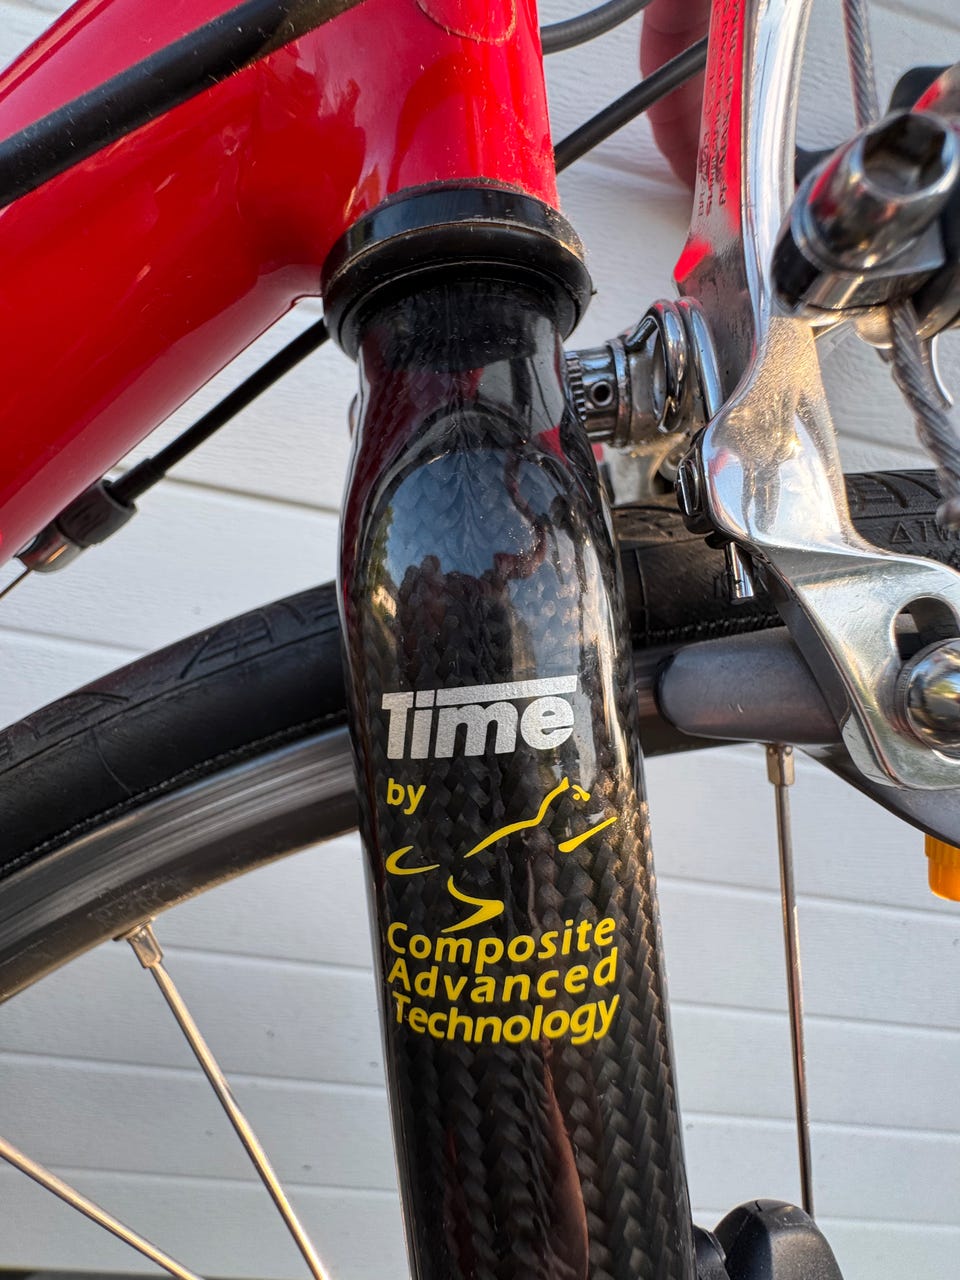 Time
by
Composite
Advanced
Technology